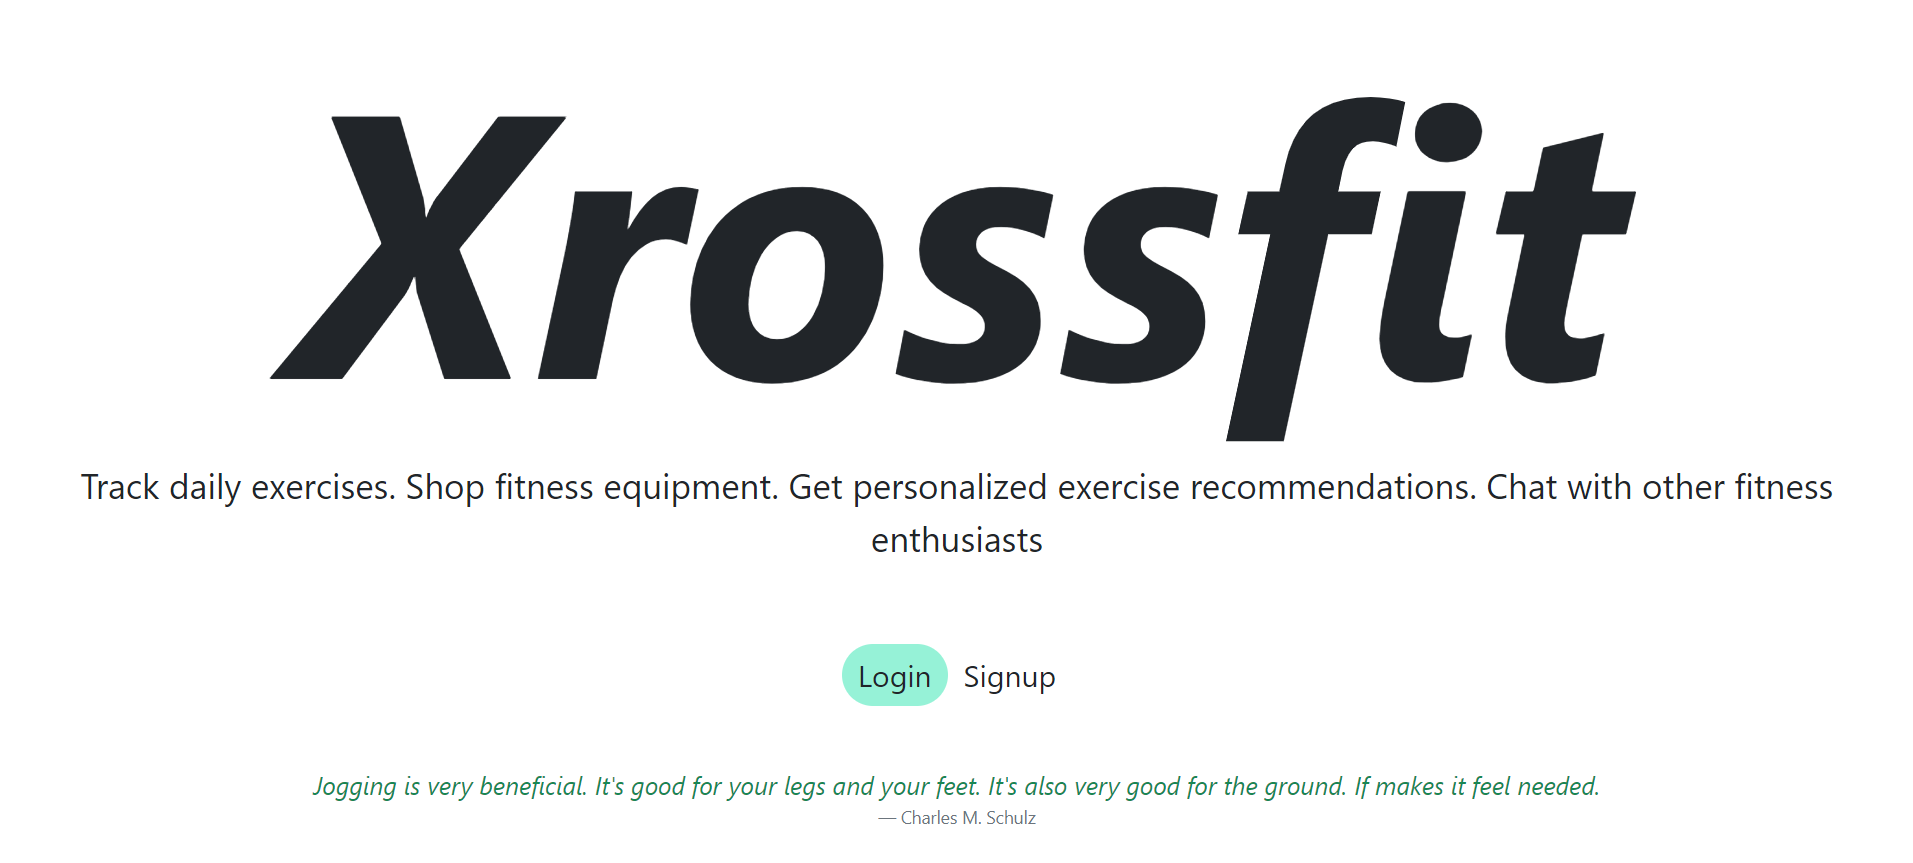 Xrossfit
Track daily exercises. Shop fitness equipment. Get personalized exercise recommendations. Chat with other fitness
enthusiasts
Login Signup
Jogging is very beneficial. It's good for your legs and your feet. It's also very good for the ground. If makes it feel needed.
— Charles M. Schulz